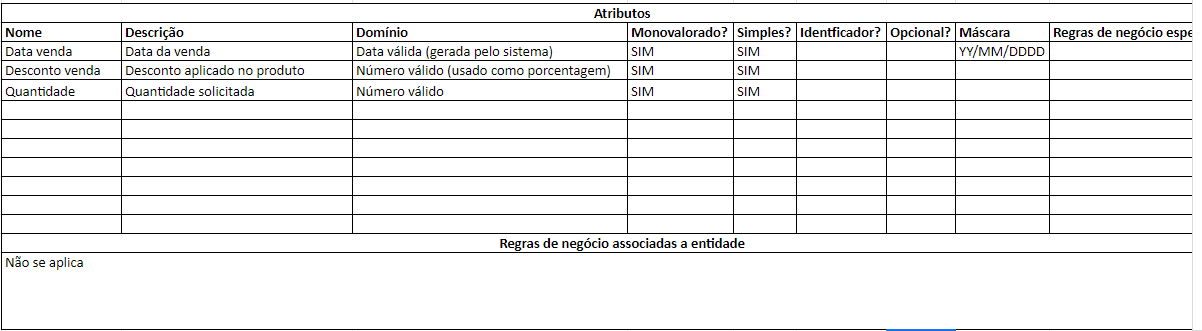 Atributos
Nome Descrição Domínio Monovalorado? Simples? Identficador? Opcional? Máscara Regras de negócio espe
Data venda Data da venda Data válida (gerada pelo sistema) SIM SIM YY/MM/DDDD
Desconto venda Desconto aplicado no produto Número válido (usado como porcentagem) SIM SIM
Quantidade Quantidade solicitada Número válido SIM SIM
Regras de negócio associadas a entidade
Não se aplica